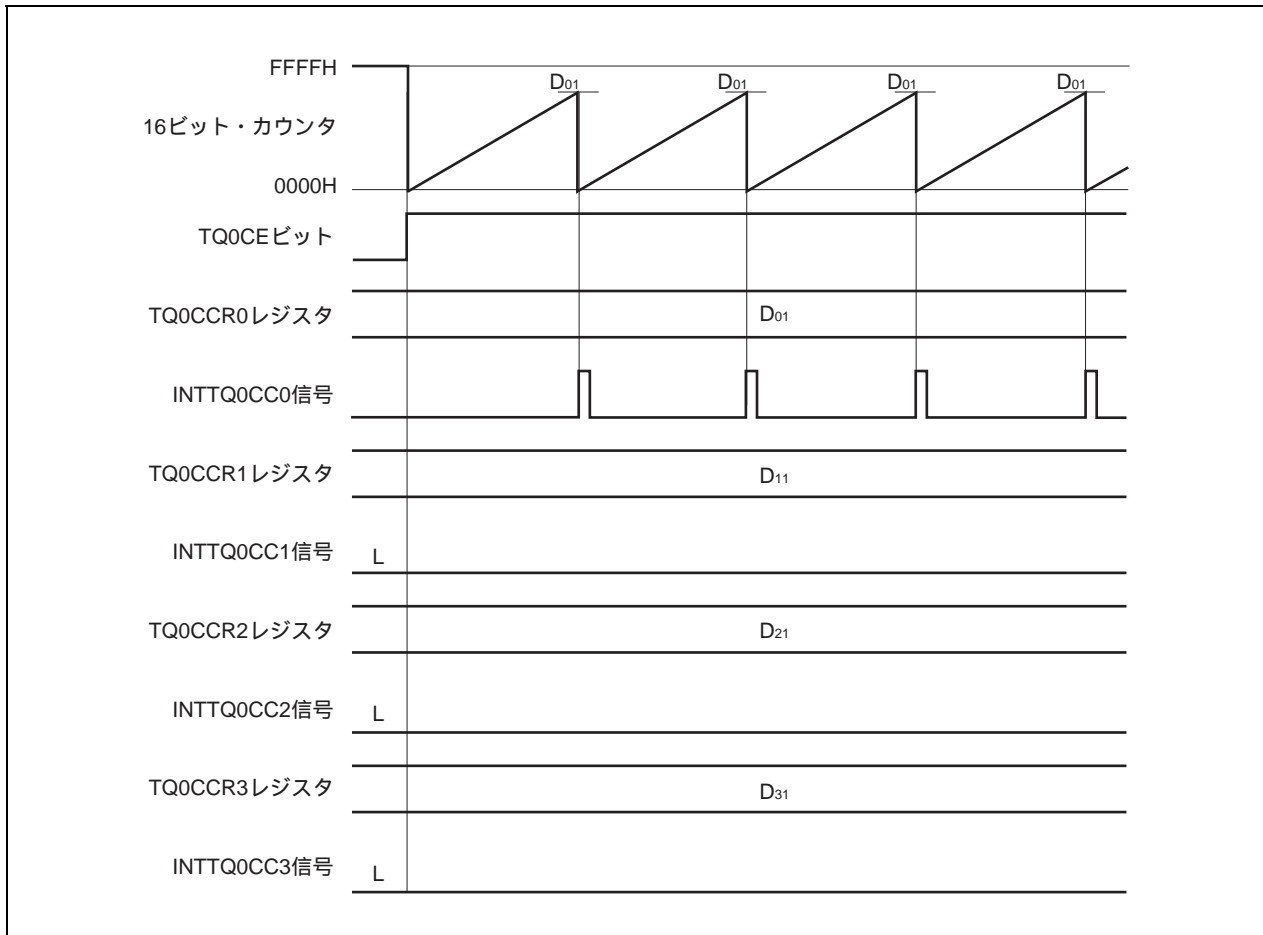 FFFFH
D01 D01 D01 D01
16ビット・カウンタ
0000H
TQ0CEビット
TQ0CCR0レジスタ D01
INTTQ0CC0信号
TQ0CCR1レジスタ D11
INTTQ0CC1信号 L
TQ0CCR2レジスタ D21
INTTQ0CC2信号 L
TQ0CCR3レジスタ D31
INTTQ0CC3信号 L